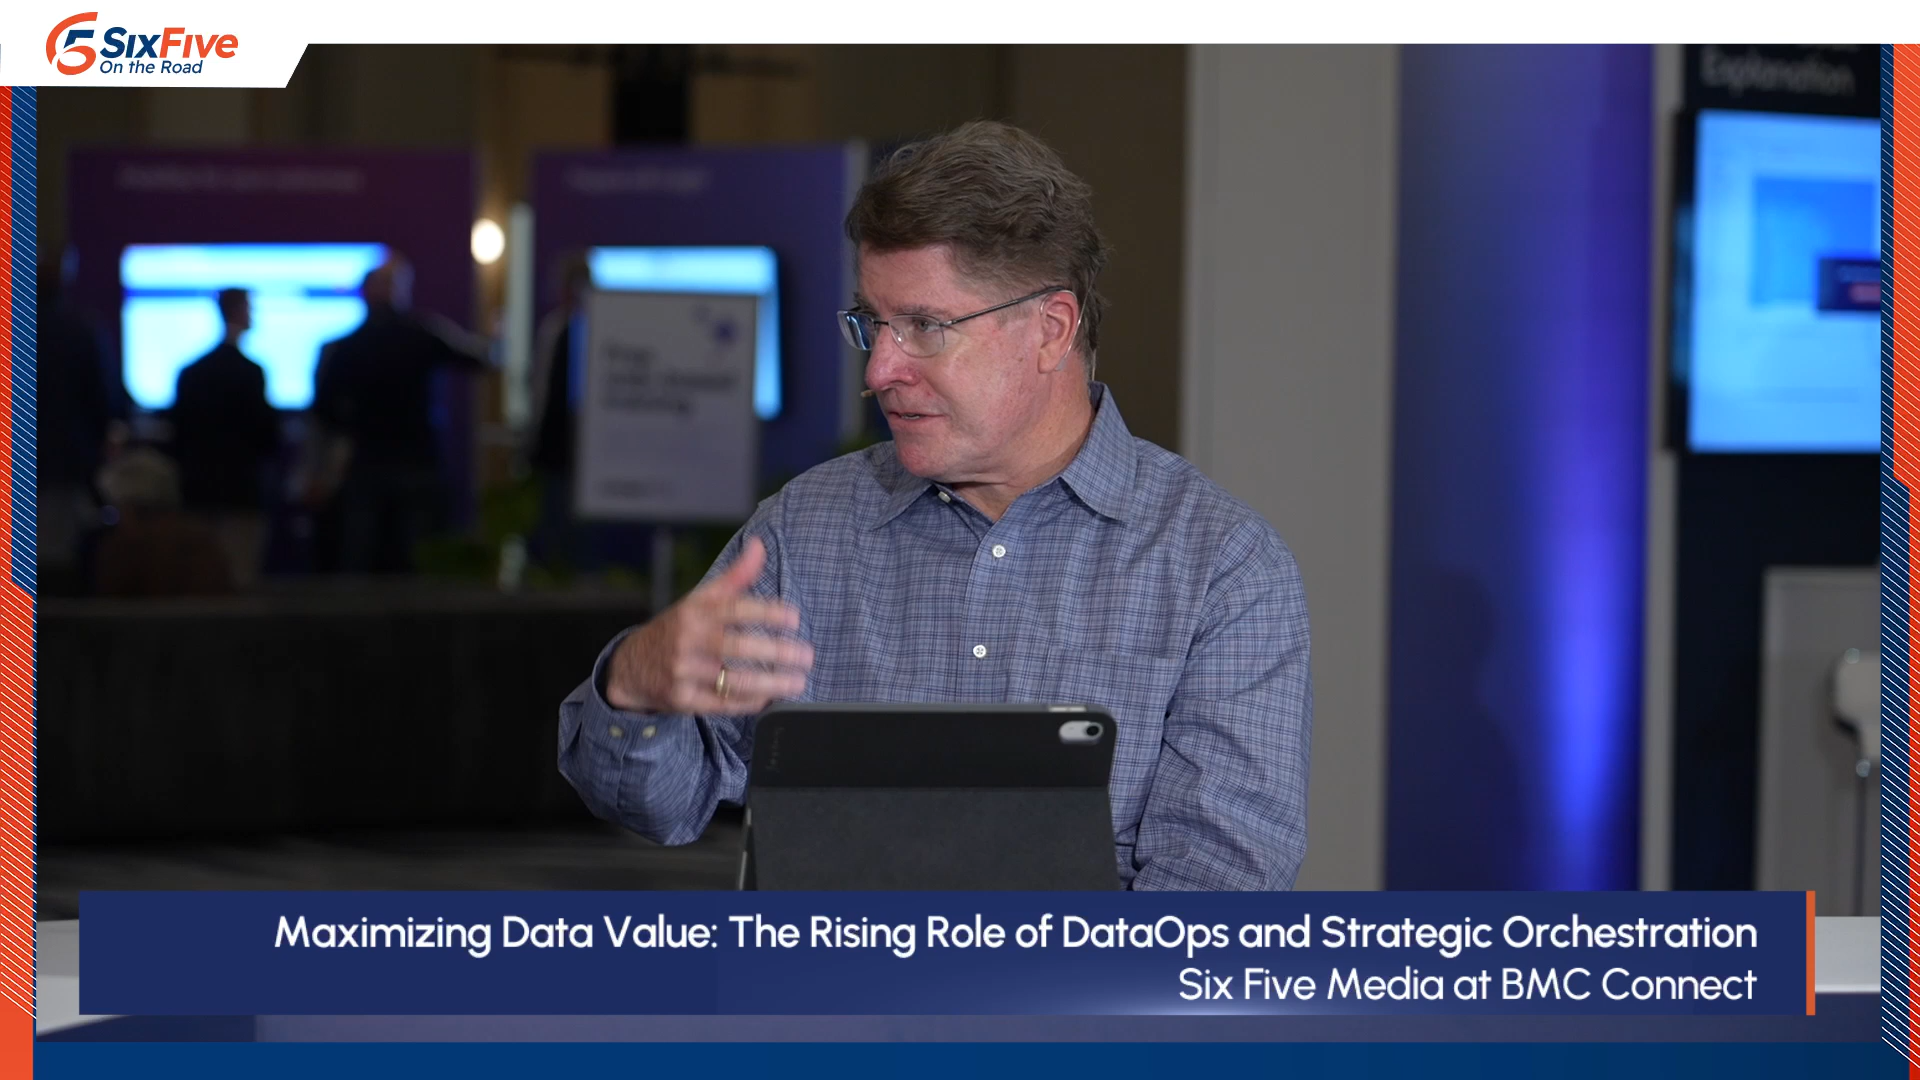 SixFive
On the Road
Explanation
Maximizing Data Value: The Rising Role of DataOps and Strategic Orchestration
Six Five Media at BMC Connect